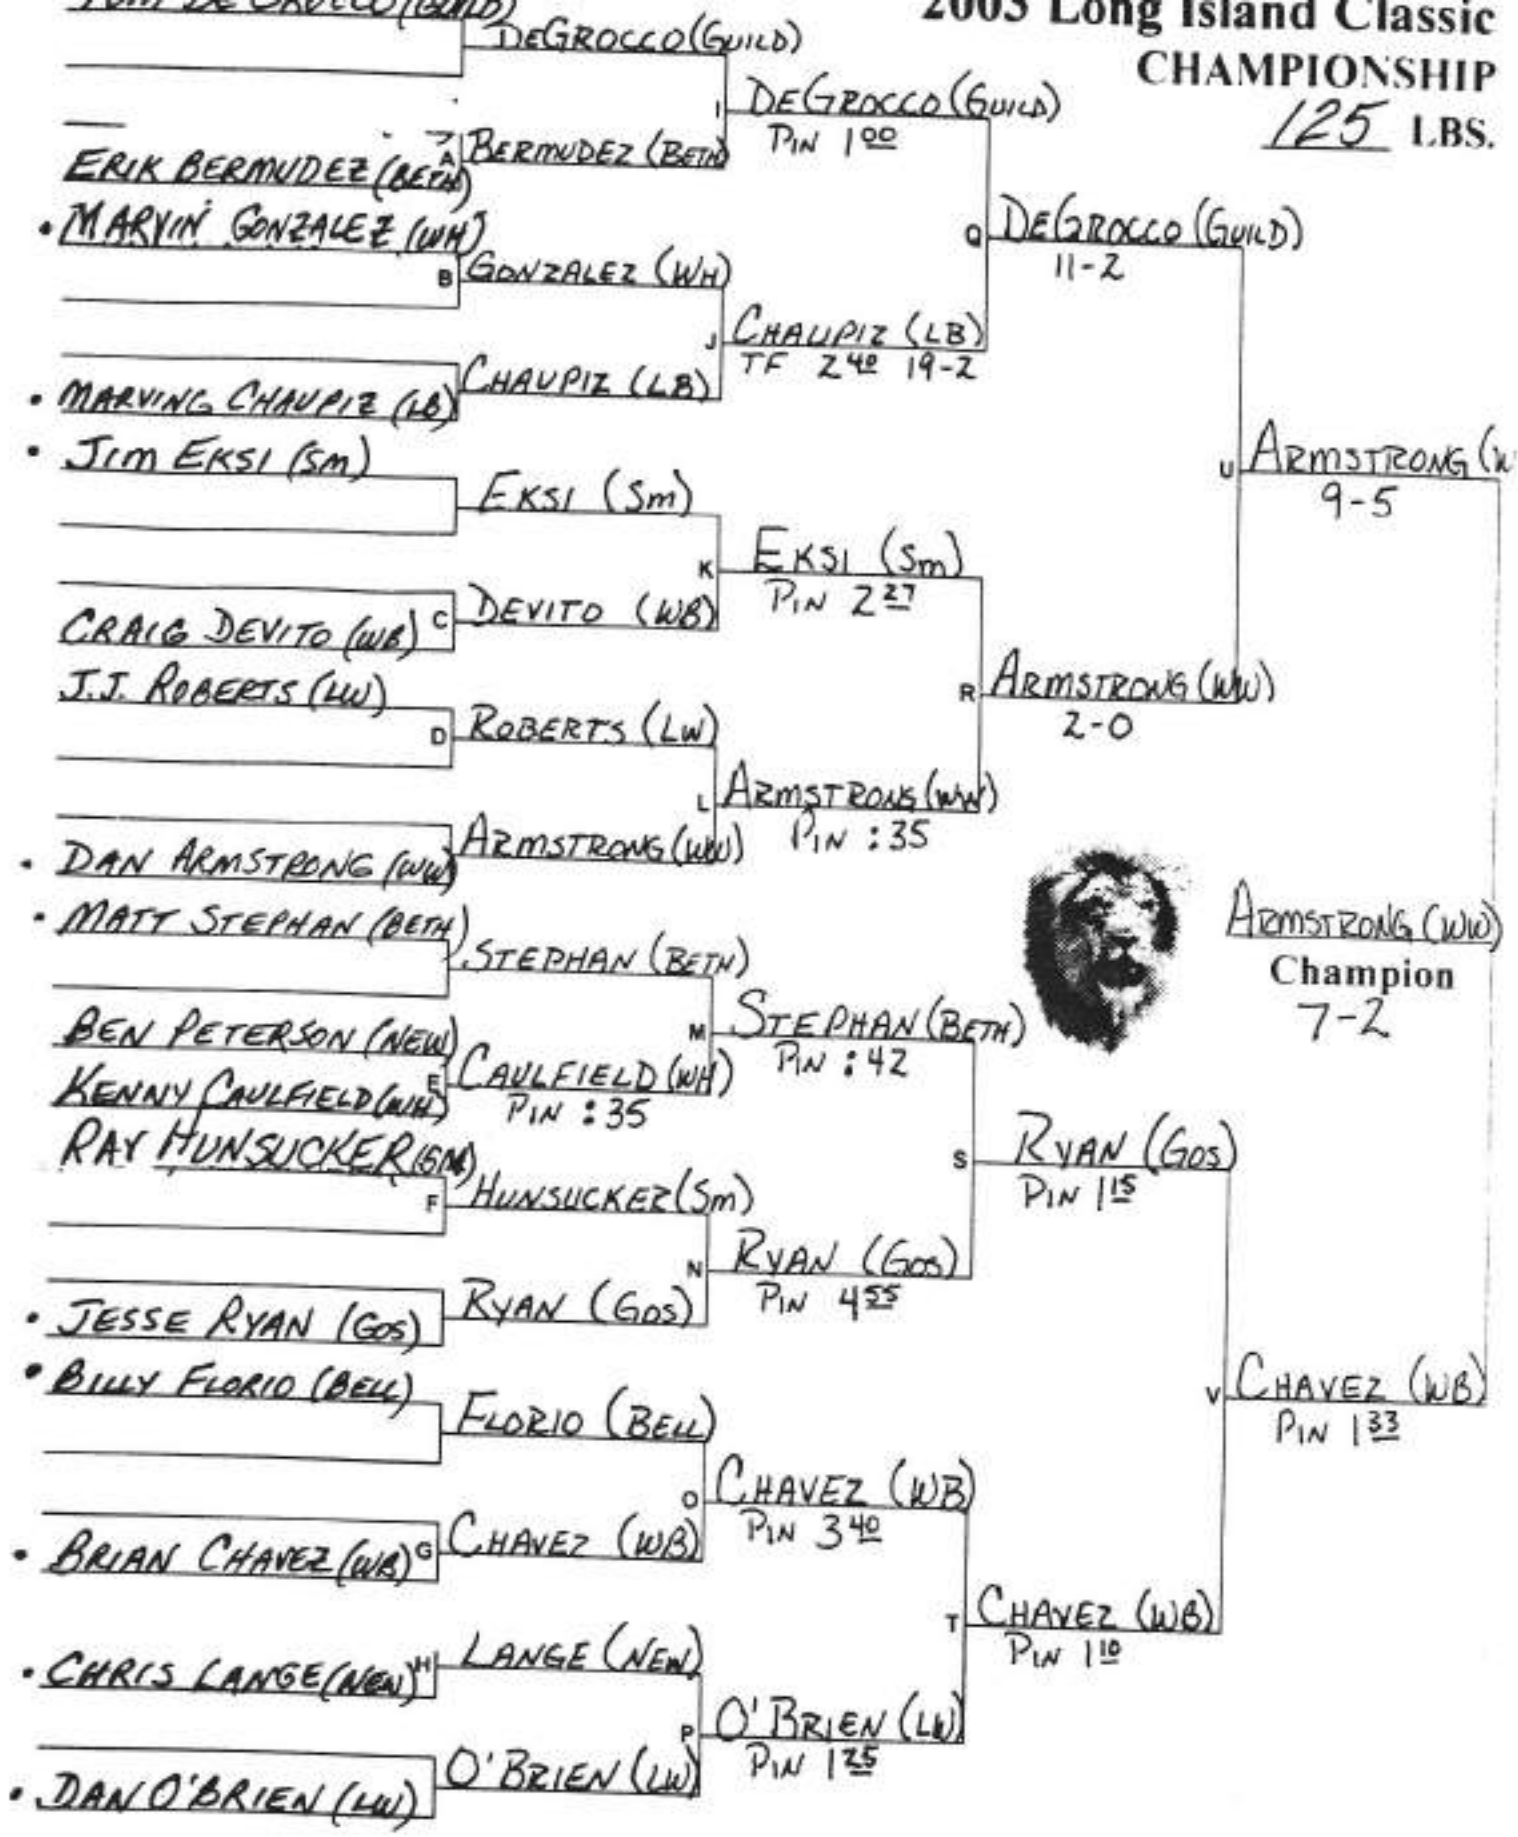 DEGROCCO (GUILD)
2003 Long Island Classic
CHAMPIONSHIP
125 LBS.
I
DEGROCCO (GUILD)
PIN 1 00
A
BERMUDEZ (BETH)
ERIK BERMUDEZ (BETH)
• MARVIN GONZALEZ (WH)
Q
DEGROCCO (GUILD)
11-2
B
GONZALEZ (WH)
J
CHAUPIZ (LB)
TF 2 40 19-2
CHAUPIZ (LB)
• MARVING CHAUPIZ (LB)
• JIM EKSI (SM)
U
ARMSTRONG
9-5
EKSI (SM)
K
EKSI (SM)
PIN 2 27
CRAIG DEVITO (WB)
C
DEVITO (WB)
J.J. ROBERTS (LW)
R
ARMSTRONG (WW)
2-0
D
ROBERTS (LW)
L
ARMSTRONG (WW)
PIN :35
ARMSTRONG (WW)
• DAN ARMSTRONG (WW)
• MATT STEPHAN (BETH)
ARMSTRONG (WW)
Champion
7-2
STEPHAN (BETH)
M
STEPHAN (BETH)
PIN :42
BEN PETERSON (NEW)
E
CAULFIELD (WH)
PIN :35
KENNY CAULFIELD (WH)
RAY HUNSUCKER (SM)
S
RYAN (GOS)
PIN 1 15
F
HUNSUCKER (SM)
N
RYAN (GOS)
PIN 4 55
RYAN (GOS)
• JESSE RYAN (GOS)
• BILLY FLORIO (BELL)
V
CHAVEZ (WB)
PIN 1 33
FLORIO (BELL)
O
CHAVEZ (WB)
PIN 3 40
• BRIAN CHAVEZ (WB)
G
CHAVEZ (WB)
T
CHAVEZ (WB)
PIN 1 10
• CHRIS LANGE (NEW)
H
LANGE (NEW)
P
O'BRIEN (LW)
PIN 1 25
O'BRIEN (LW)
• DAN O'BRIEN (LW)